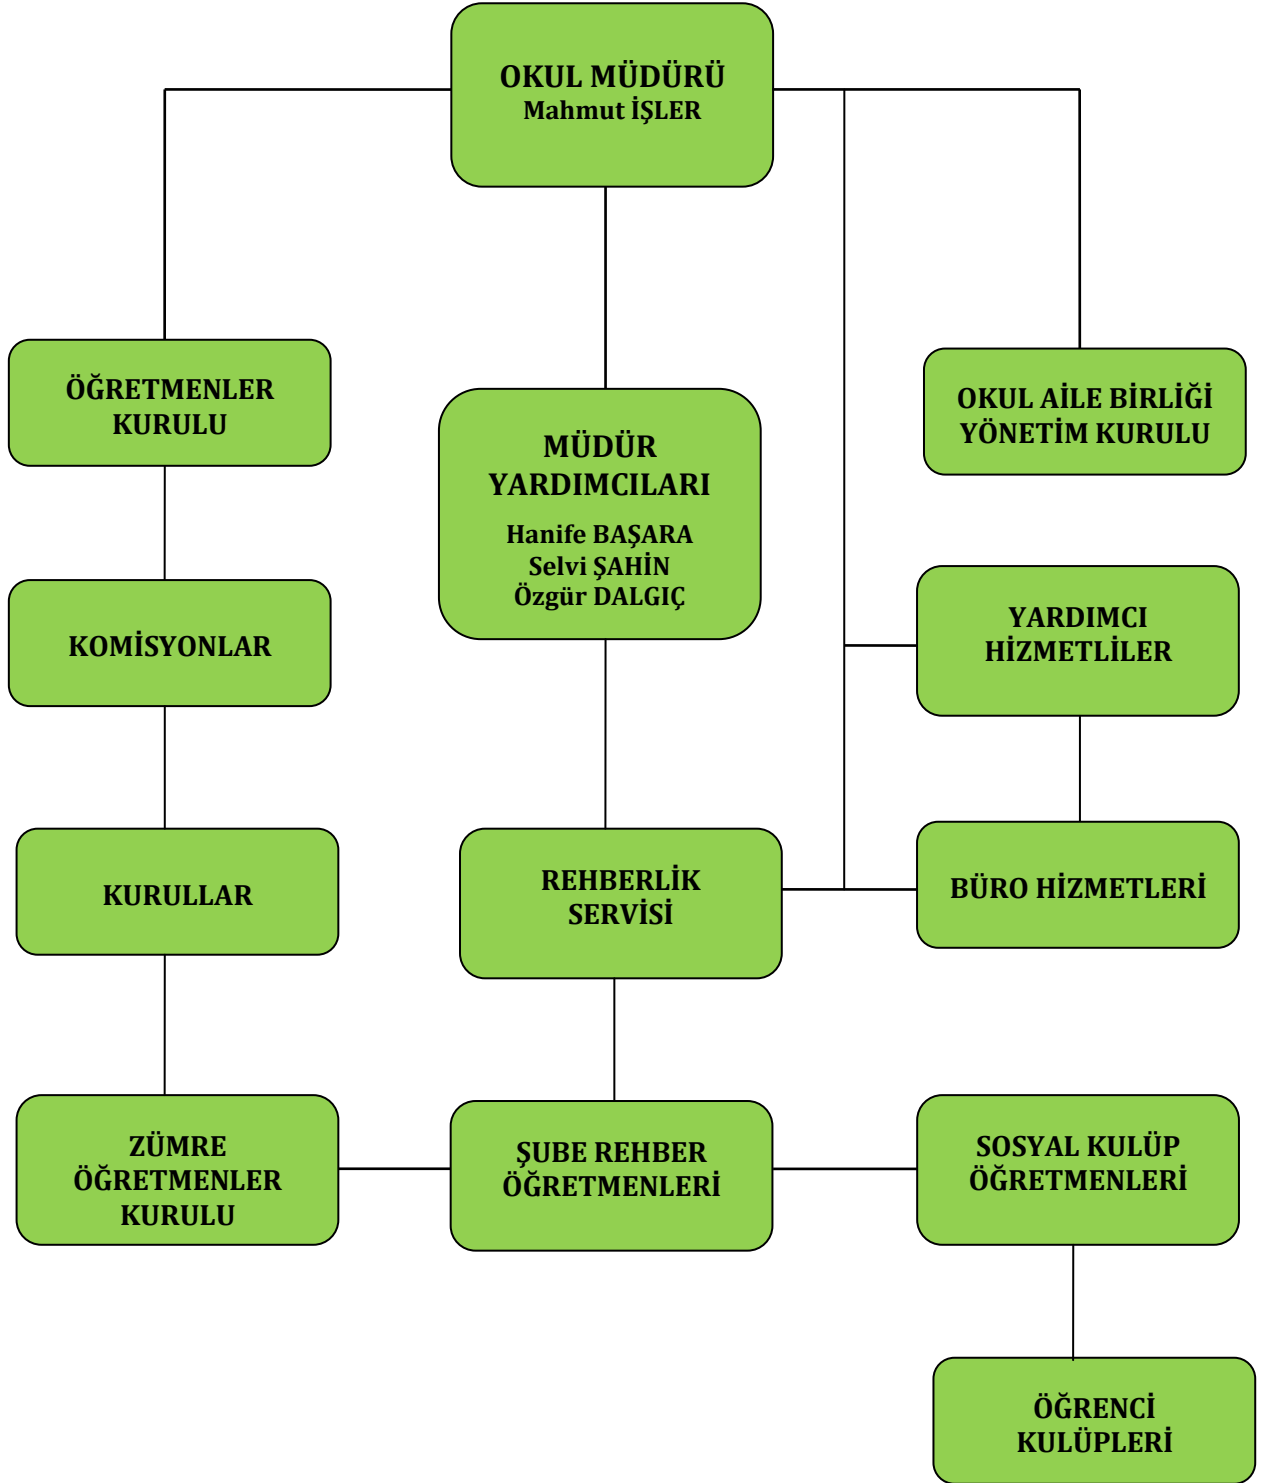 OKUL MÜDÜRÜ
Mahmut İŞLER
ÖĞRETMENLER
KURULU
MÜDÜR
YARDIMCILARI
Hanife BAŞARA
Selvi ŞAHİN
Özgür DALGIÇ
OKUL AİLE BİRLİĞİ
YÖNETİM KURULU
KOMİSYONLAR
YARDIMCI
HİZMETLİLER
KURULLAR
REHBERLİK
SERVİSİ
BÜRO HİZMETLERİ
ZÜMRE
ÖĞRETMENLER
KURULU
ŞUBE REHBER
ÖĞRETMENLERİ
SOSYAL KULÜP
ÖĞRETMENLERİ
ÖĞRENCİ
KULÜPLERİ